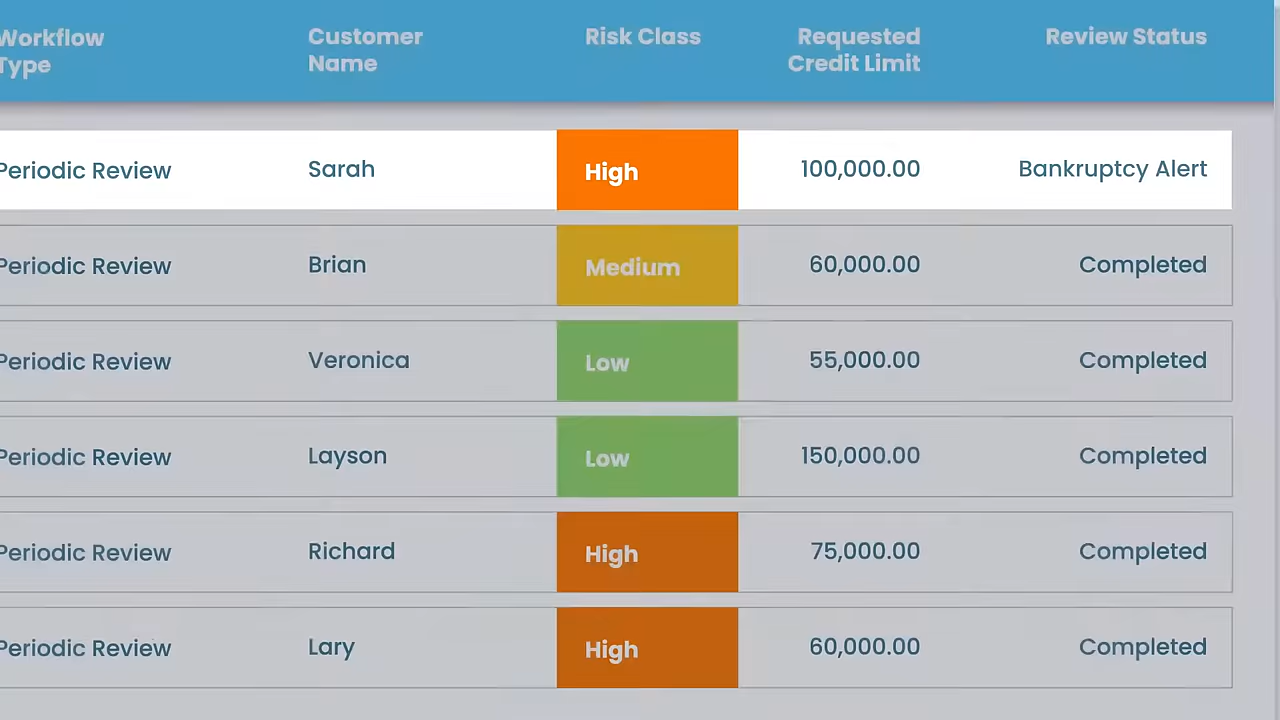 Workflow Type Customer Name Risk Class Requested Credit Limit Review Status
Periodic Review Sarah High 100,000.00 Bankruptcy Alert
Periodic Review Brian Medium 60,000.00 Completed
Periodic Review Veronica Low 55,000.00 Completed
Periodic Review Layson Low 150,000.00 Completed
Periodic Review Richard High 75,000.00 Completed
Periodic Review Lary High 60,000.00 Completed